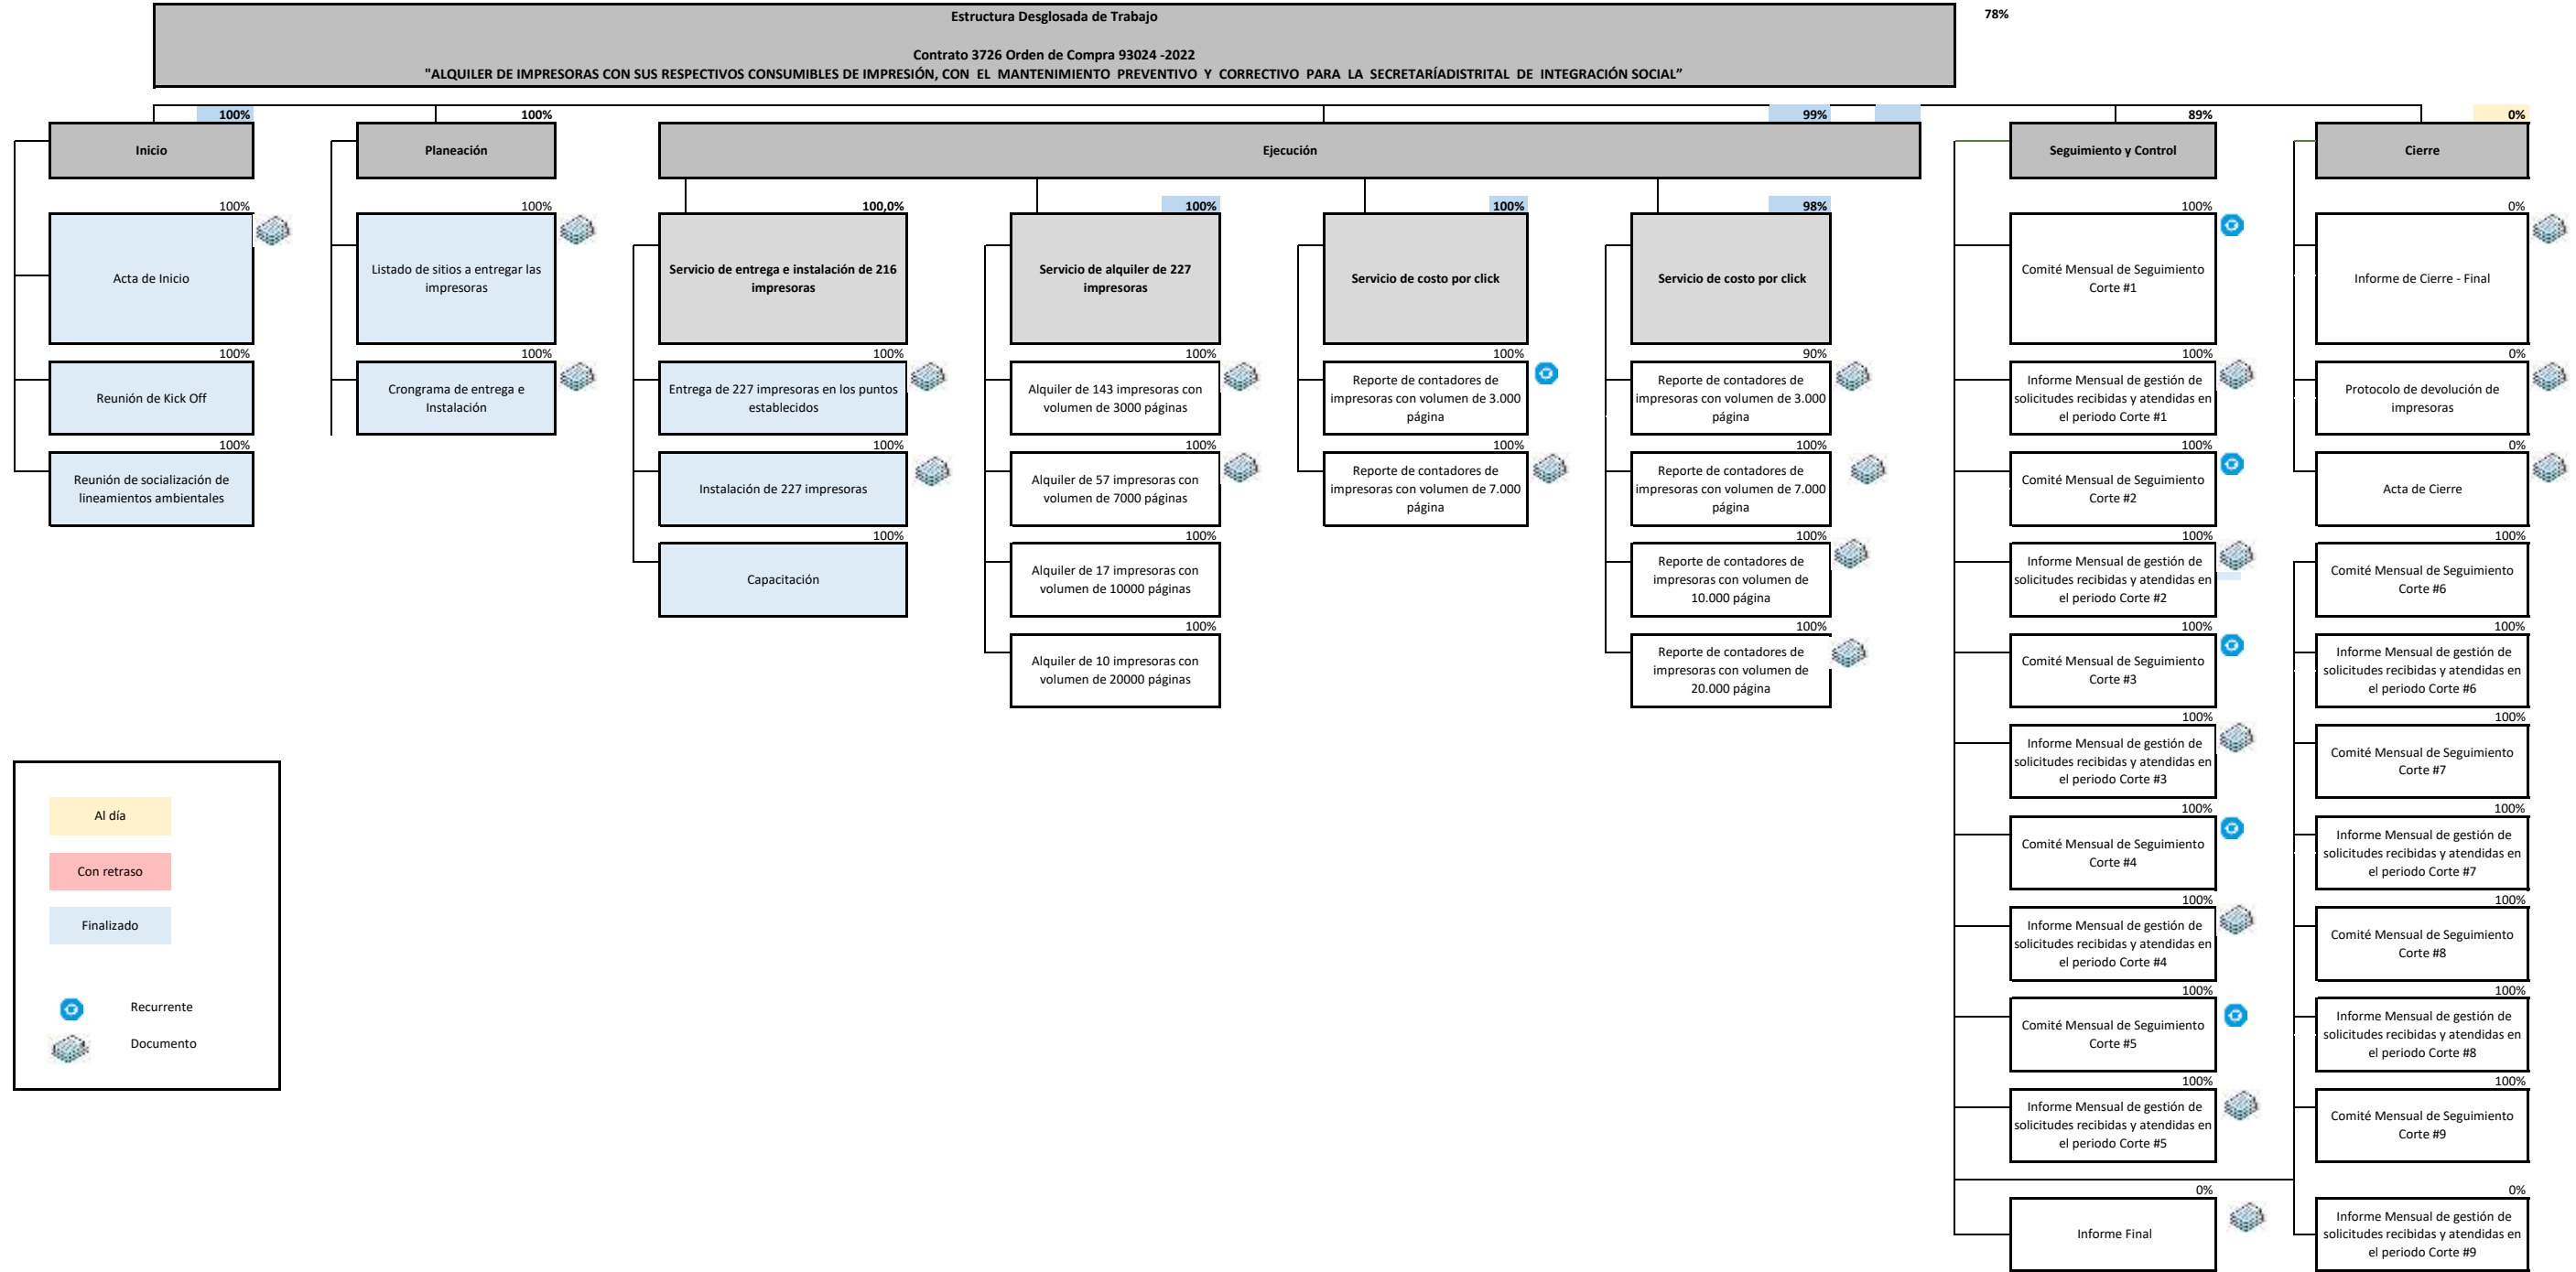 Estructura Desglosada de Trabajo
78%
Contrato 3726 Orden de Compra 93024 -2022
"ALQUILER DE IMPRESORAS CON SUS RESPECTIVOS CONSUMIBLES DE IMPRESIÓN, CON EL MANTENIMIENTO PREVENTIVO Y CORRECTIVO PARA LA SECRETARÍADISTRITAL DE INTEGRACIÓN SOCIAL”
100%
Inicio
100%
Acta de Inicio
100%
Reunión de Kick Off
100%
Reunión de socialización de
lineamientos ambientales
100%
Planeación
100%
Listado de sitios a entregar las
impresoras
100%
Crongrama de entrega e
Instalación
99%
Ejecución
100,0%
Servicio de entrega e instalación de 216
impresoras
100%
Entrega de 227 impresoras en los puntos
establecidos
100%
Instalación de 227 impresoras
100%
Capacitación
100%
Servicio de alquiler de 227
impresoras
100%
Alquiler de 143 impresoras con
volumen de 3000 páginas
100%
Alquiler de 57 impresoras con
volumen de 7000 páginas
100%
Alquiler de 17 impresoras con
volumen de 10000 páginas
100%
Alquiler de 10 impresoras con
volumen de 20000 páginas
100%
Servicio de costo por click
100%
Reporte de contadores de
impresoras con volumen de 3.000
página
100%
Reporte de contadores de
impresoras con volumen de 7.000
página
98%
Servicio de costo por click
90%
Reporte de contadores de
impresoras con volumen de 3.000
página
100%
Reporte de contadores de
impresoras con volumen de 7.000
página
100%
Reporte de contadores de
impresoras con volumen de
10.000 página
100%
Reporte de contadores de
impresoras con volumen de
20.000 página
89%
Seguimiento y Control
100%
Comité Mensual de Seguimiento
Corte #1
100%
Informe Mensual de gestión de
solicitudes recibidas y atendidas en
el periodo Corte #1
100%
Comité Mensual de Seguimiento
Corte #2
100%
Informe Mensual de gestión de
solicitudes recibidas y atendidas en
el periodo Corte #2
100%
Comité Mensual de Seguimiento
Corte #3
100%
Informe Mensual de gestión de
solicitudes recibidas y atendidas en
el periodo Corte #3
100%
Comité Mensual de Seguimiento
Corte #4
100%
Informe Mensual de gestión de
solicitudes recibidas y atendidas en
el periodo Corte #4
100%
Comité Mensual de Seguimiento
Corte #5
100%
Informe Mensual de gestión de
solicitudes recibidas y atendidas en
el periodo Corte #5
0%
Informe Final
0%
Cierre
0%
Informe de Cierre - Final
0%
Protocolo de devolución de
impresoras
0%
Acta de Cierre
100%
Comité Mensual de Seguimiento
Corte #6
100%
Informe Mensual de gestión de
solicitudes recibidas y atendidas en
el periodo Corte #6
100%
Comité Mensual de Seguimiento
Corte #7
100%
Informe Mensual de gestión de
solicitudes recibidas y atendidas en
el periodo Corte #7
100%
Comité Mensual de Seguimiento
Corte #8
100%
Informe Mensual de gestión de
solicitudes recibidas y atendidas en
el periodo Corte #8
100%
Comité Mensual de Seguimiento
Corte #9
0%
Informe Mensual de gestión de
solicitudes recibidas y atendidas en
el periodo Corte #9
Al día
Con retraso
Finalizado
Recurrente
Documento